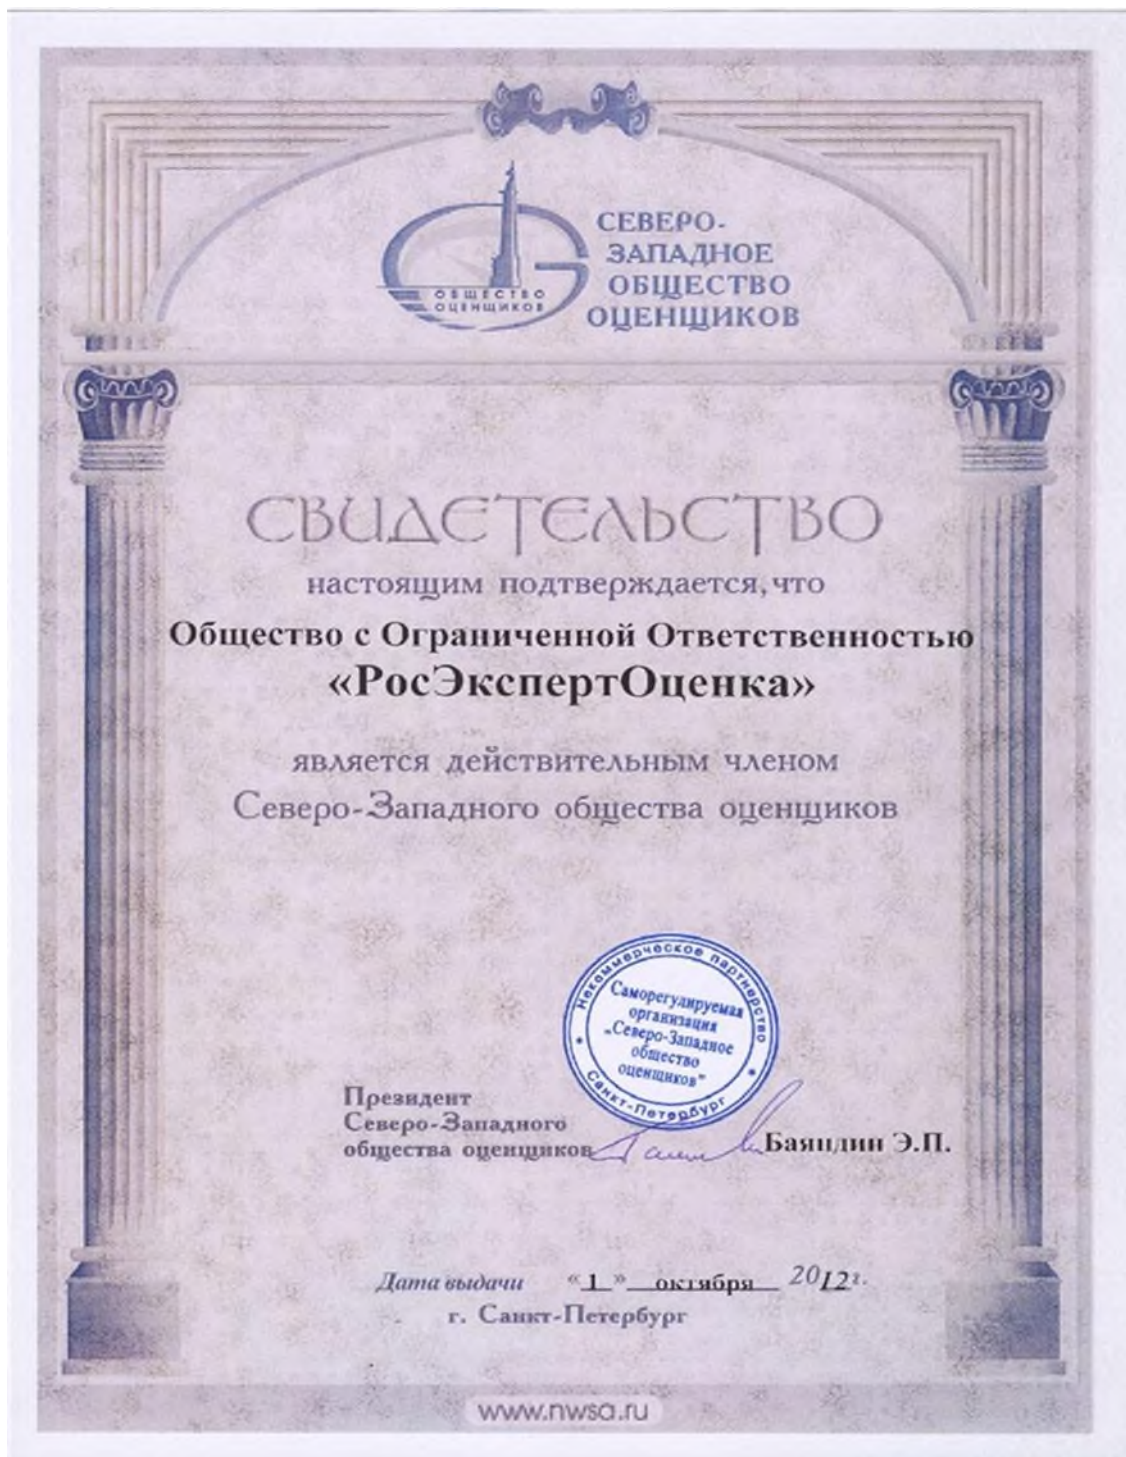 СЕВЕРО-
ЗАПАДНОЕ
ОБЩЕСТВО
ОЦЕНЩИКОВ
ОБЩЕСТВО
ОЦЕНЩИКОВ
СВИДЕТЕЛЬСТВО
настоящим подтверждается, что
Общество с Ограниченной Ответственностью
«РосЭкспертОценка»
является действительным членом
Северо-Западного общества оценщиков
Некоммерческое партнерство
Саморегулируемая
организация
„Северо-Западное
общество
оценщиков"
Санкт-Петербург
Президент
Северо-Западного
общества оценщиков
Баяндин Э.П.
Дата выдачи «1» октября 2012г.
г. Санкт-Петербург
www.nwsa.ru